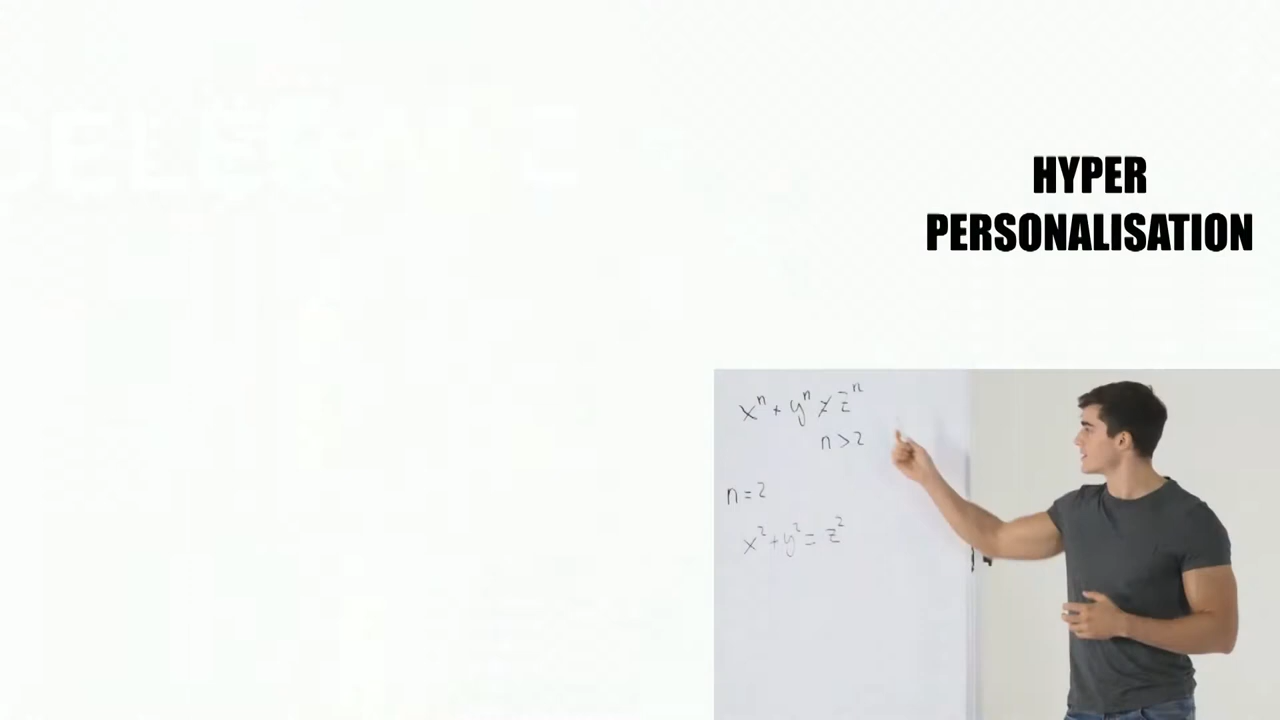 HYPER
PERSONALISATION
xⁿ + yⁿ ≠ zⁿ
n > 2
n = 2
x² + y² = z²